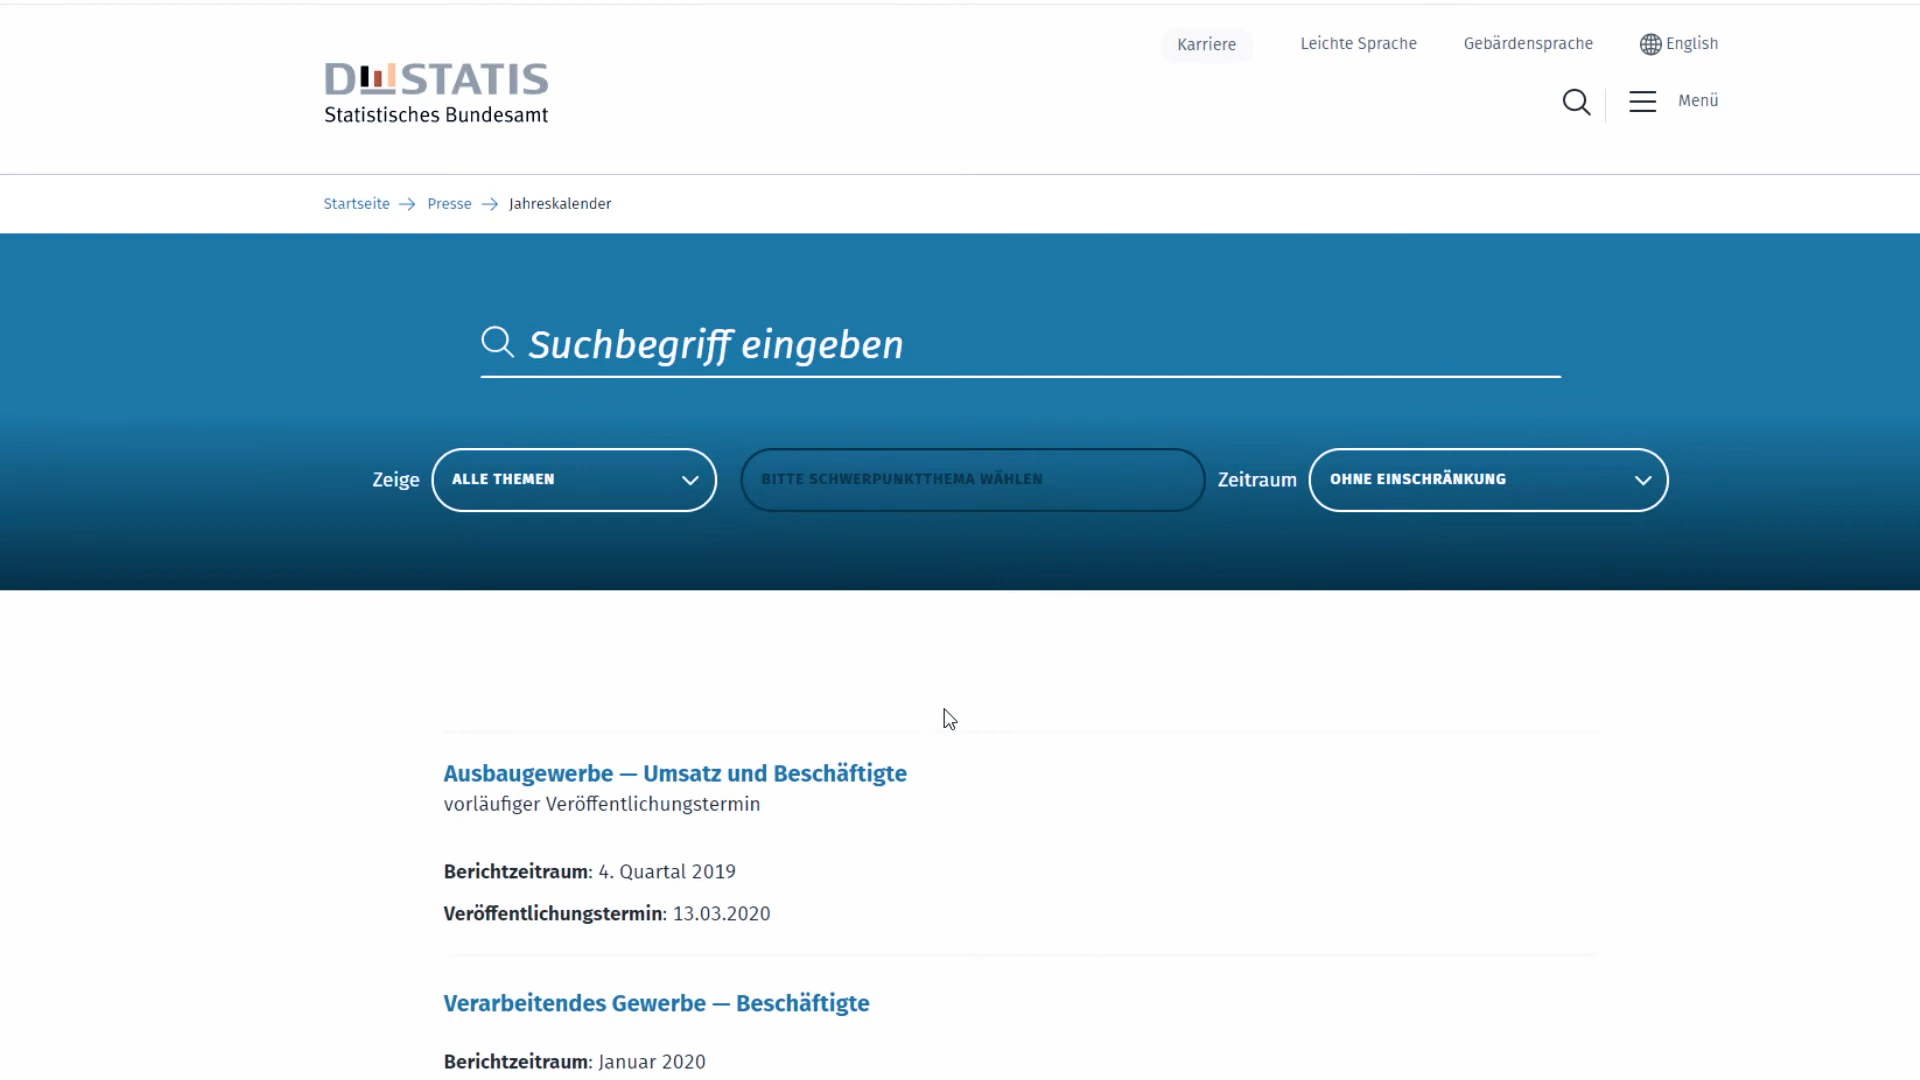 Karriere
Leichte Sprache
Gebärdensprache
English
DESTATIS
Statistisches Bundesamt
Menü
Startseite
Presse
Jahreskalender
Suchbegriff eingeben
Zeige
ALLE THEMEN
BITTE SCHWERPUNKTTHEMA WÄHLEN
Zeitraum
OHNE EINSCHRÄNKUNG
Ausbaugewerbe — Umsatz und Beschäftigte
vorläufiger Veröffentlichungstermin
Berichtzeitraum: 4. Quartal 2019
Veröffentlichungstermin: 13.03.2020
Verarbeitendes Gewerbe — Beschäftigte
Berichtzeitraum: Januar 2020